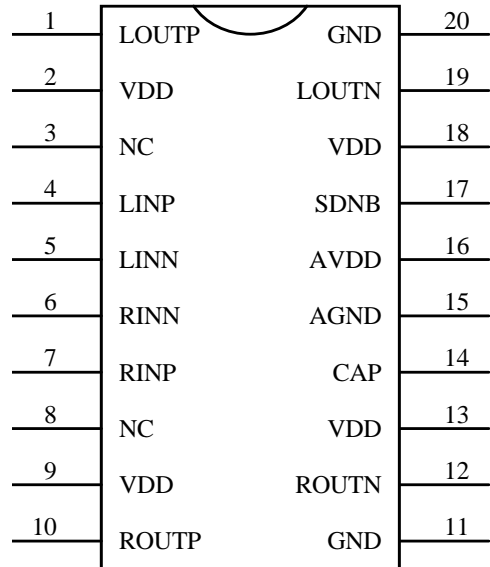 1 LOUTP GND 20
2 VDD LOUTN 19
3 NC VDD 18
4 LINP SDNB 17
5 LINN AVDD 16
6 RINN AGND 15
7 RINP CAP 14
8 NC VDD 13
9 VDD ROUTN 12
10 ROUTP GND 11